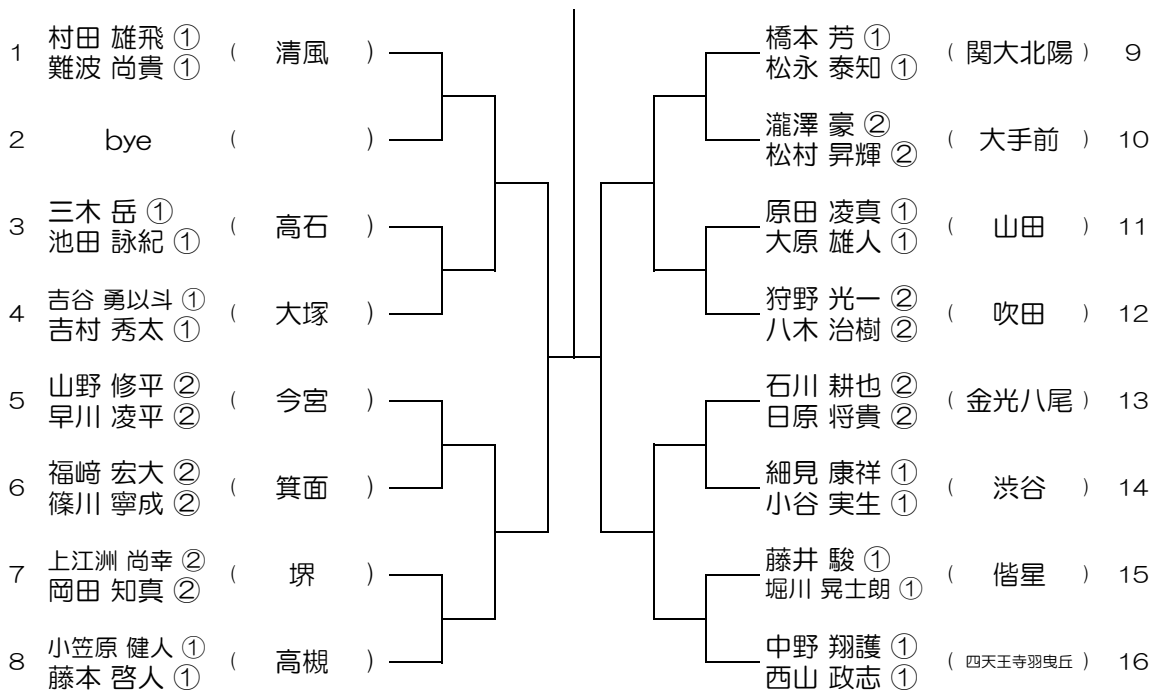 1 村田 雄飛 ① 難波 尚貴 ① ( 清風 )
2 bye ( )
3 三木 岳 ① 池田 詠紀 ① ( 高石 )
4 吉谷 勇以斗 ① 吉村 秀太 ① ( 大塚 )
5 山野 修平 ② 早川 凌平 ② ( 今宮 )
6 福﨑 宏大 ② 篠川 寧成 ② ( 箕面 )
7 上江洲 尚幸 ② 岡田 知真 ② ( 堺 )
8 小笠原 健人 ① 藤本 啓人 ① ( 高槻 )
橋本 芳 ① 松永 泰知 ① ( 関大北陽 ) 9
瀧澤 豪 ② 松村 昇輝 ② ( 大手前 ) 10
原田 凌真 ① 大原 雄人 ① ( 山田 ) 11
狩野 光一 ② 八木 治樹 ② ( 吹田 ) 12
石川 耕也 ② 日原 将貴 ② ( 金光八尾 ) 13
細見 康祥 ① 小谷 実生 ① ( 渋谷 ) 14
藤井 駿 ① 堀川 晃士朗 ① ( 偕星 ) 15
中野 翔護 ① 西山 政志 ① ( 四天王寺羽曳丘 ) 16